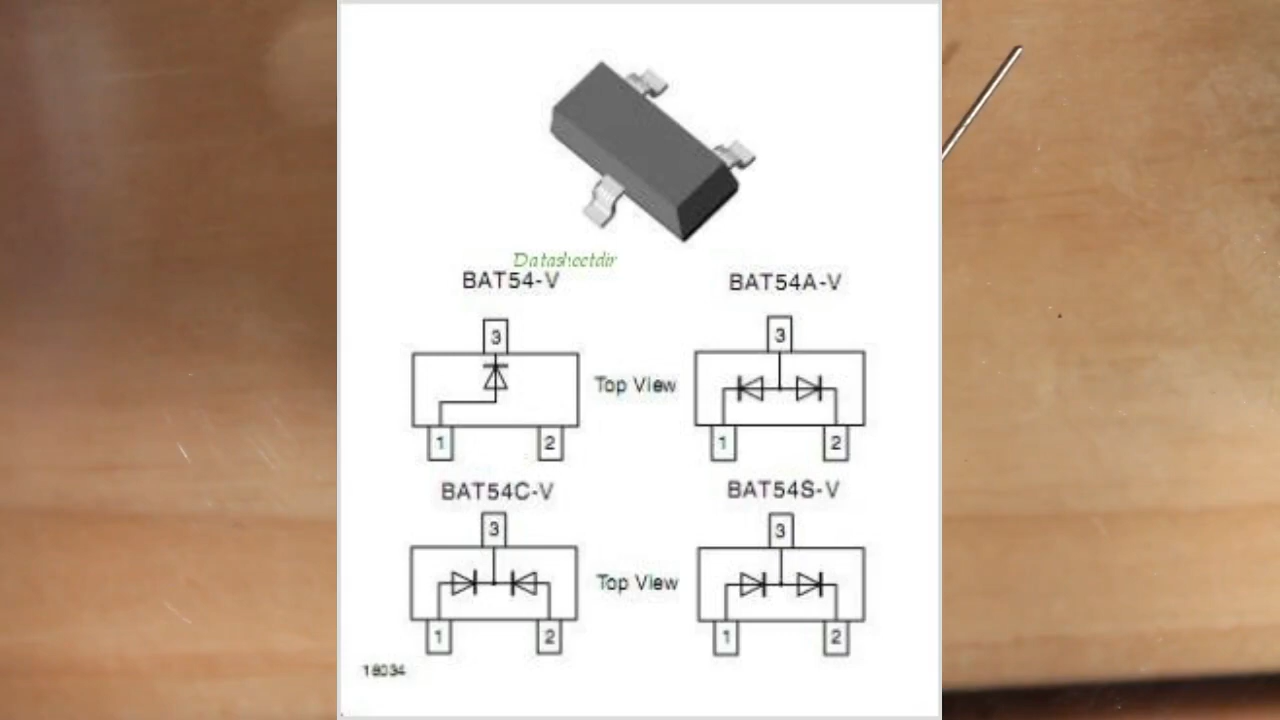 Datasheetdir
BAT54-V
BAT54A-V
3
3
Top View
1
2
1
2
BAT54C-V
BAT54S-V
3
3
Top View
1
2
1
2
18034